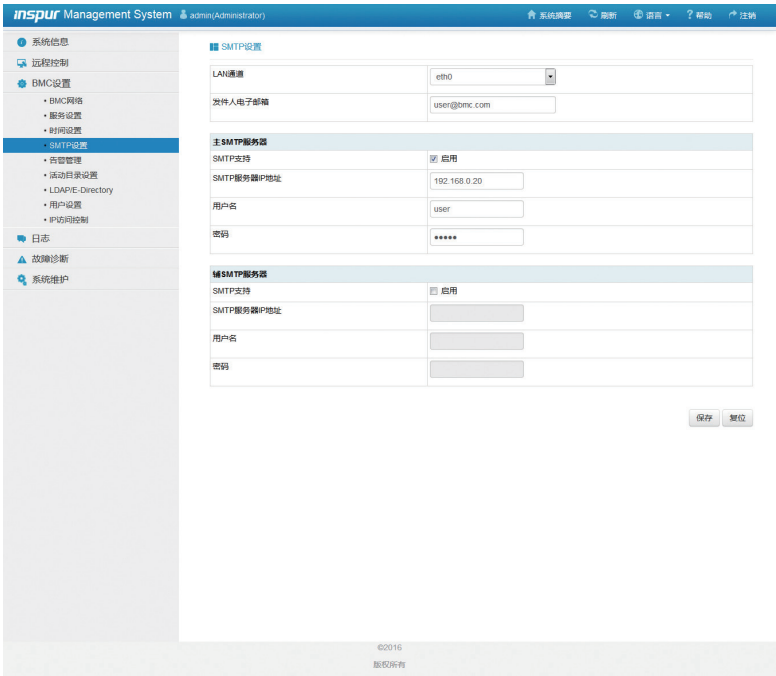 inspur Management System admin(Administrator) 系统摘要 刷新 语言 ? 帮助 注销
系统信息
远程控制
BMC设置
• BMC网络
• 服务设置
• 时间设置
• SMTP设置
• 告警管理
• 活动目录设置
• LDAP/E-Directory
• 用户设置
• IP访问控制
日志
故障诊断
系统维护
SMTP设置
LAN通道 eth0
发件人电子邮箱 user@bmc.com
主SMTP服务器
SMTP支持 启用
SMTP服务器IP地址 192.168.0.20
用户名 user
密码 •••••
辅SMTP服务器
SMTP支持 启用
SMTP服务器IP地址
用户名
密码
保存 复位
©2016
版权所有